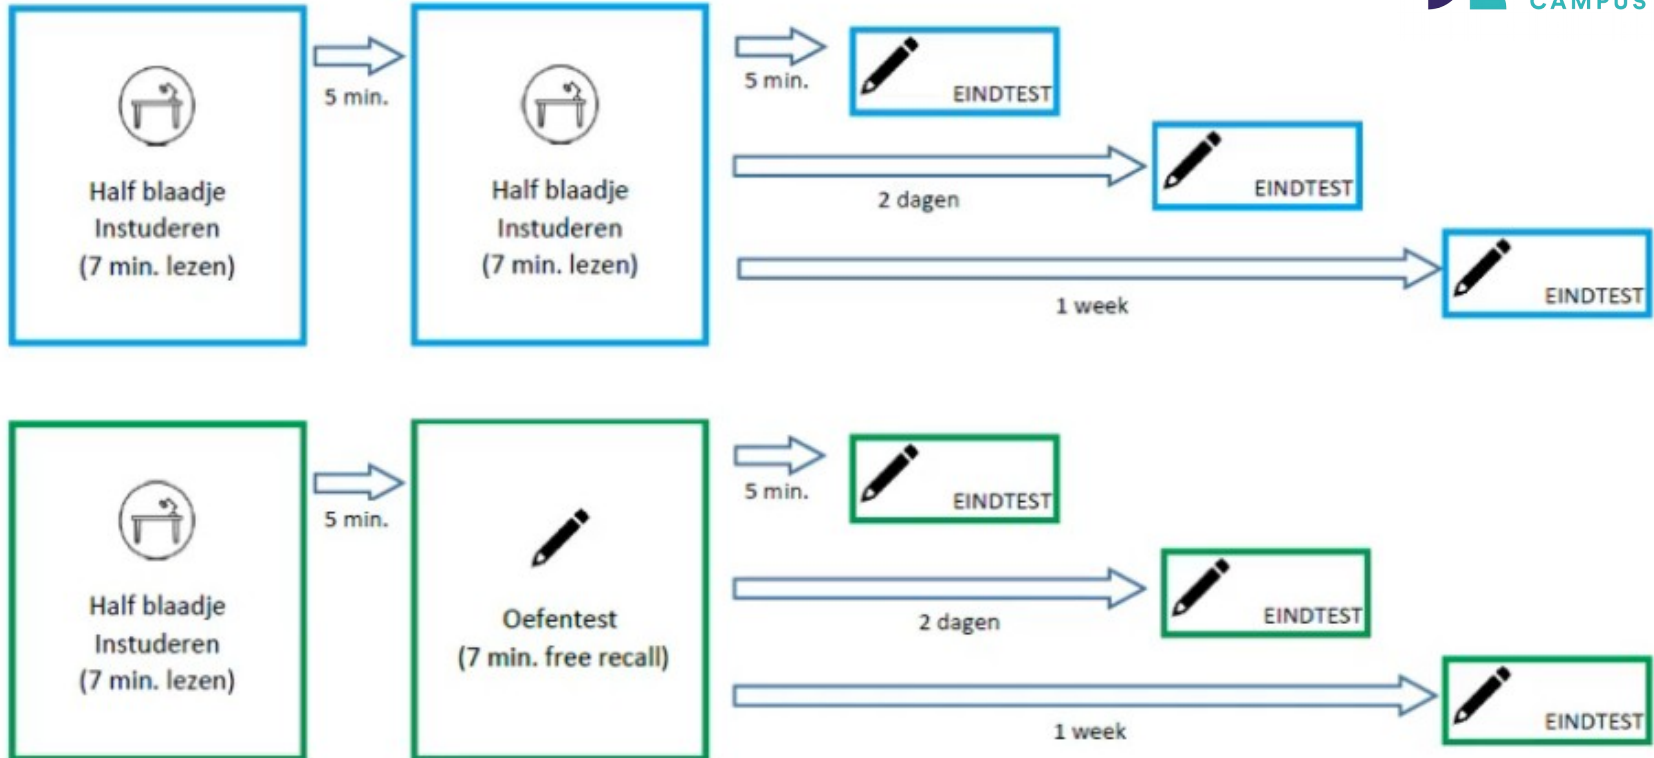 CAMPUS
Half blaadje
Instuderen
(7 min. lezen)
5 min.
Half blaadje
Instuderen
(7 min. lezen)
5 min.
EINDTEST
2 dagen
EINDTEST
1 week
EINDTEST
Half blaadje
Instuderen
(7 min. lezen)
5 min.
Oefentest
(7 min. free recall)
5 min.
EINDTEST
2 dagen
EINDTEST
1 week
EINDTEST